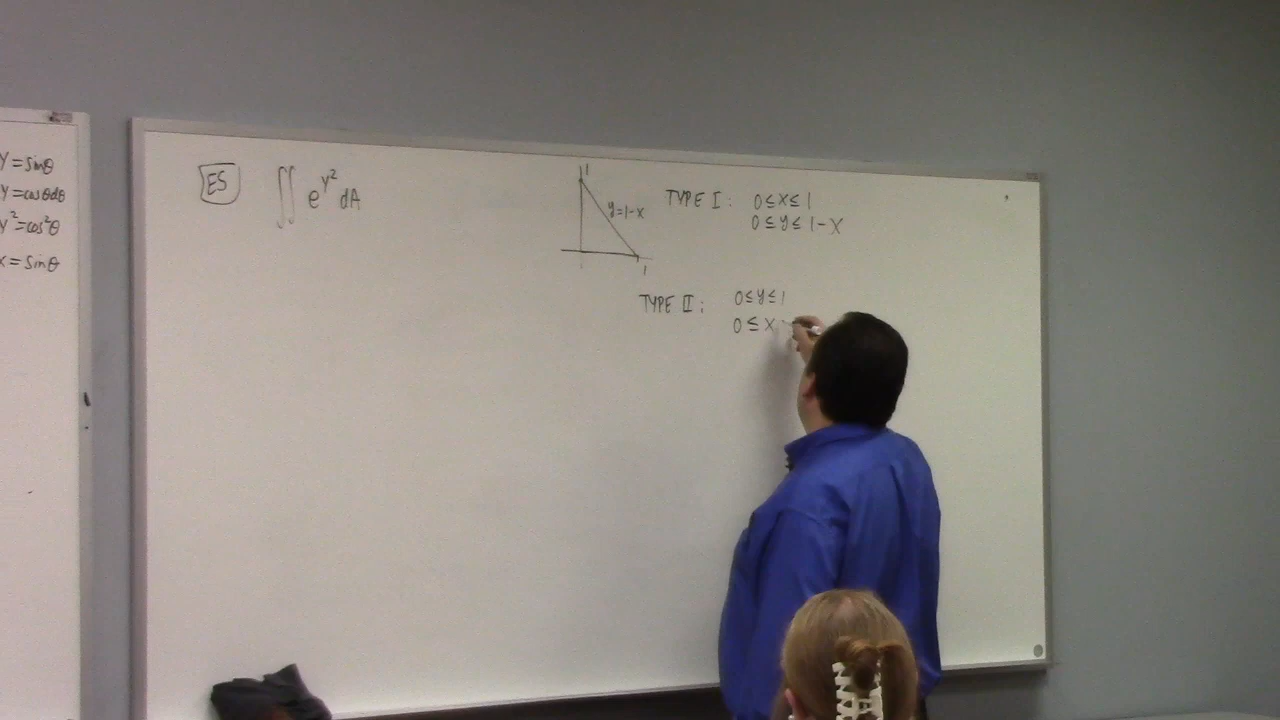 Y = sinθ
Y = cosθdθ
Y² = cos²θ
X = sinθ
E5 ∬ e^{Y²} dA
1
y=1-x
1
TYPE I : 0 ≤ X ≤ 1
0 ≤ y ≤ 1-X
TYPE II : 0 ≤ y ≤ 1
0 ≤ X